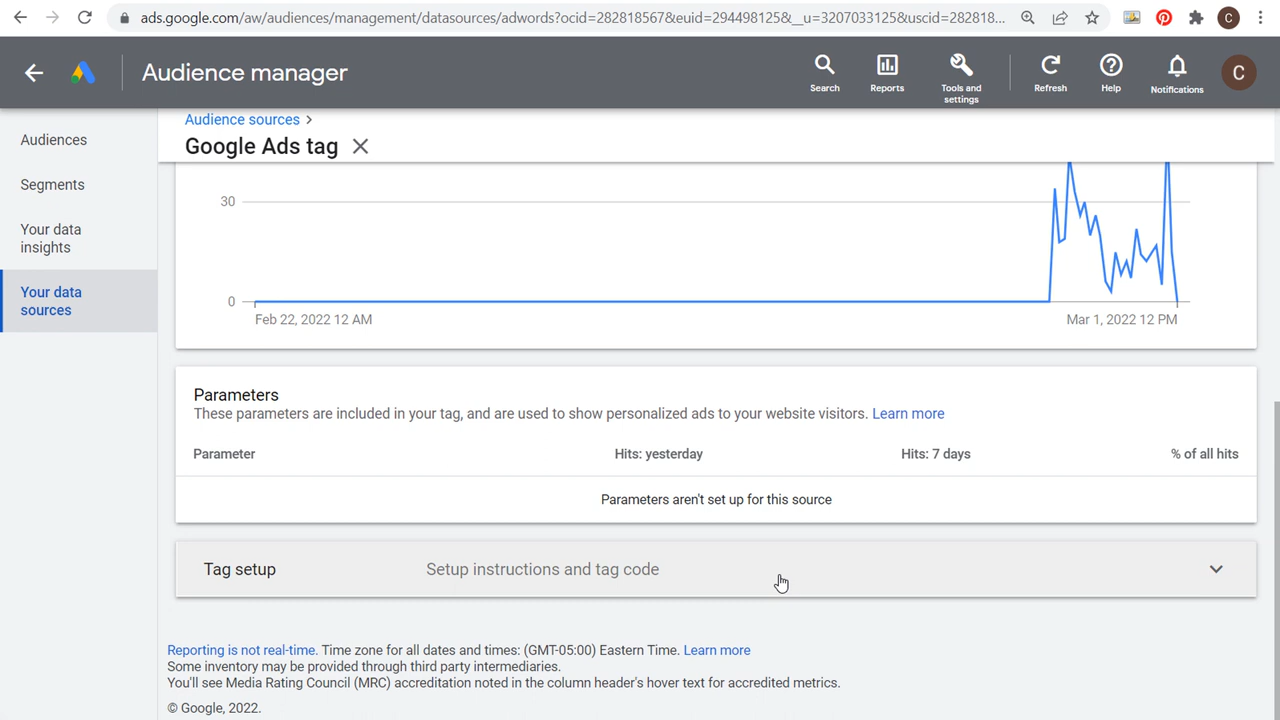 ads.google.com/aw/audiences/management/datasources/adwords?ocid=282818567&euid=294498125&__u=3207033125&uscid=282818...
C
Audience manager
Search
Reports
Tools and
settings
Refresh
Help
Notifications
C
Audiences
Segments
Your data
insights
Your data
sources
Audience sources >
Google Ads tag
30
0
Feb 22, 2022 12 AM
Mar 1, 2022 12 PM
Parameters
These parameters are included in your tag, and are used to show personalized ads to your website visitors. Learn more
Parameter Hits: yesterday Hits: 7 days % of all hits
Parameters aren't set up for this source
Tag setup Setup instructions and tag code
Reporting is not real-time. Time zone for all dates and times: (GMT-05:00) Eastern Time. Learn more
Some inventory may be provided through third party intermediaries.
You'll see Media Rating Council (MRC) accreditation noted in the column header's hover text for accredited metrics.
© Google, 2022.